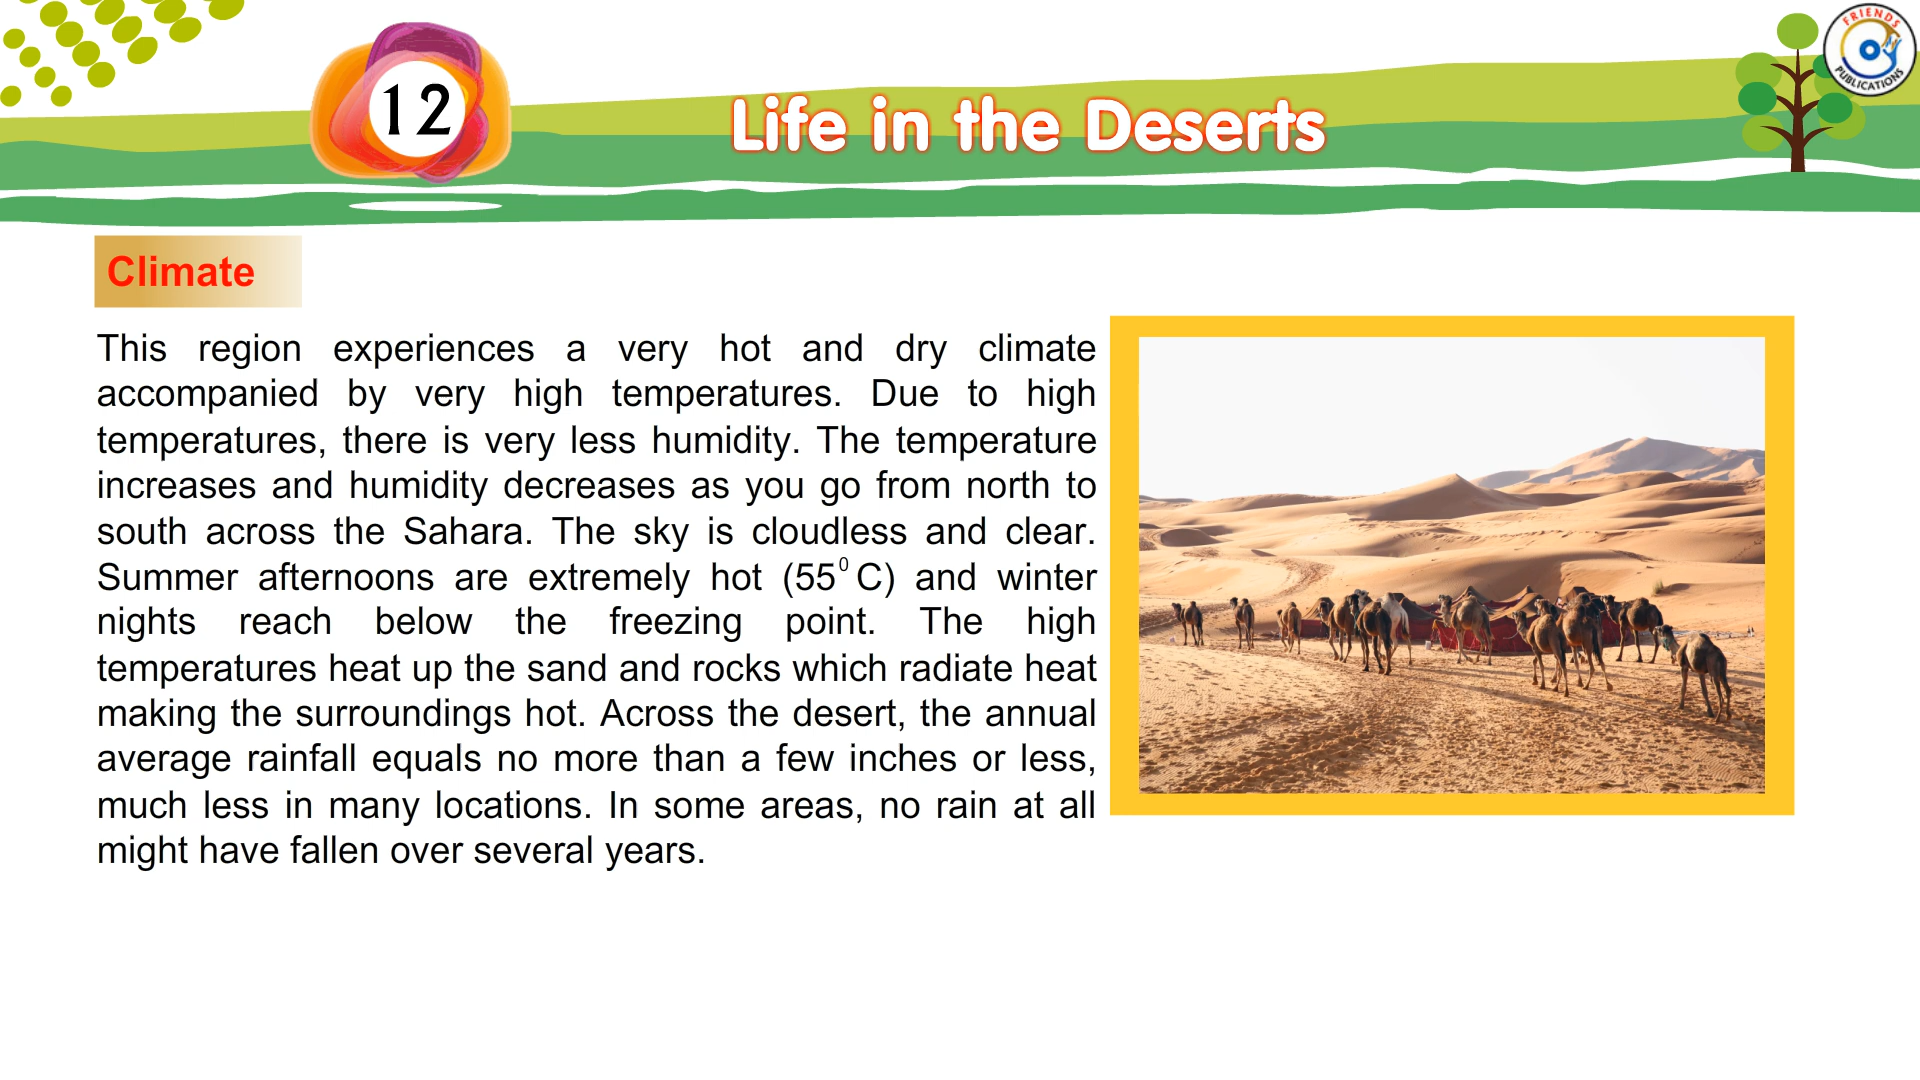 FRIENDS
PUBLICATIONS
12
Life in the Deserts
Climate
This region experiences a very hot and dry climate
accompanied by very high temperatures. Due to high
temperatures, there is very less humidity. The temperature
increases and humidity decreases as you go from north to
south across the Sahara. The sky is cloudless and clear.
Summer afternoons are extremely hot (55⁰ C) and winter
nights reach below the freezing point. The high
temperatures heat up the sand and rocks which radiate heat
making the surroundings hot. Across the desert, the annual
average rainfall equals no more than a few inches or less,
much less in many locations. In some areas, no rain at all
might have fallen over several years.